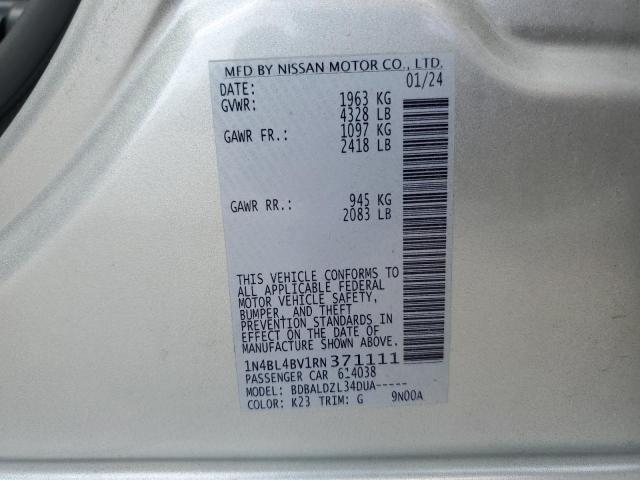 MFD BY NISSAN MOTOR CO., LTD.
DATE: 01/24
GVWR: 1963 KG
4328 LB
GAWR FR.: 1097 KG
2418 LB
GAWR RR.: 945 KG
2083 LB
THIS VEHICLE CONFORMS TO
ALL APPLICABLE FEDERAL
MOTOR VEHICLE SAFETY,
BUMPER, AND THEFT
PREVENTION STANDARDS IN
EFFECT ON THE DATE OF
MANUFACTURE SHOWN ABOVE.
1N4BL4BV1RN371111
PASSENGER CAR 614038
MODEL: BDBALDZL34DUA-----
COLOR: K23 TRIM: G 9N00A